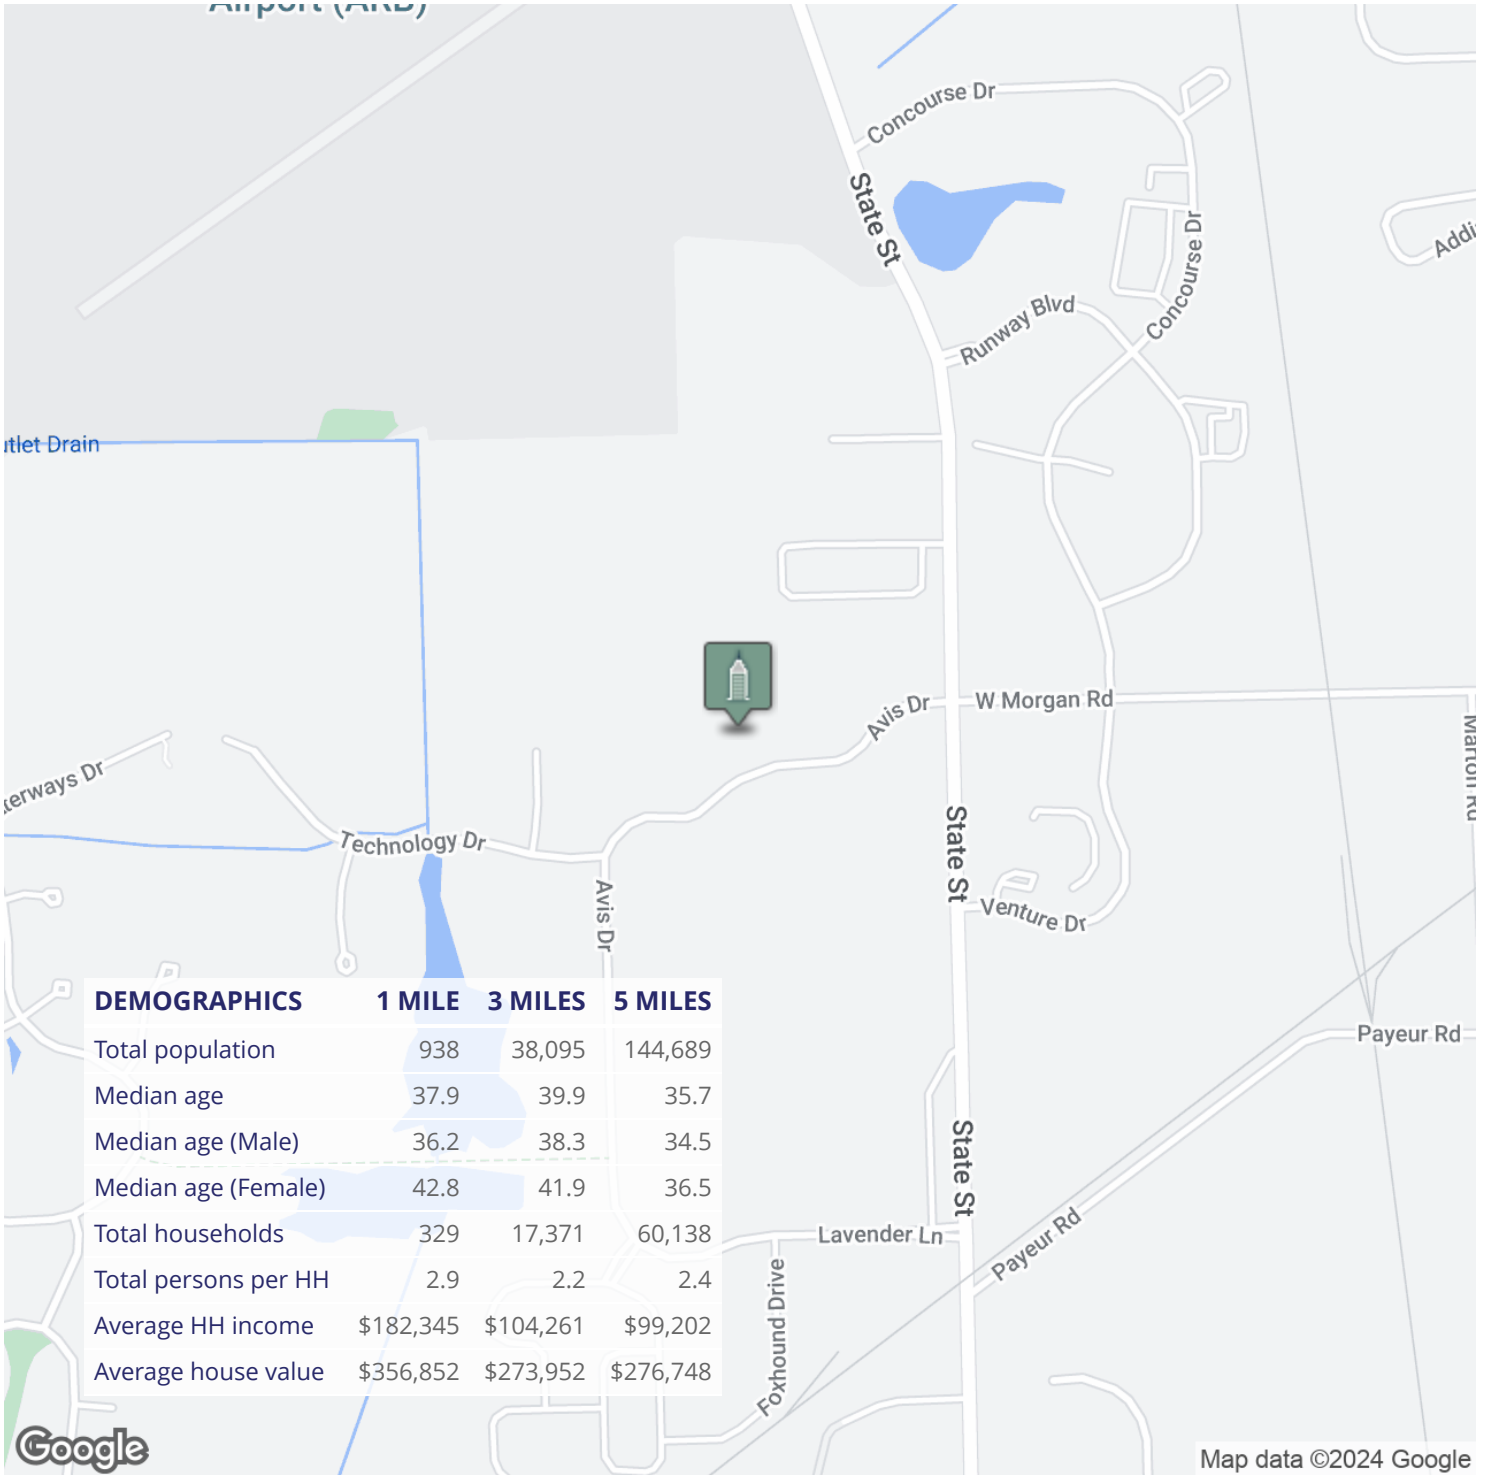 Airport (ARB)
Concourse Dr
State St
Concourse Dr
Runway Blvd
utlet Drain
Avis Dr
W Morgan Rd
Technology Dr
State St
Venture Dr
Avis Dr
Payeur Rd
DEMOGRAPHICS 1 MILE 3 MILES 5 MILES
Total population 938 38,095 144,689
Median age 37.9 39.9 35.7
Median age (Male) 36.2 38.3 34.5
Median age (Female) 42.8 41.9 36.5
Total households 329 17,371 60,138
Total persons per HH 2.9 2.2 2.4
Average HH income $182,345 $104,261 $99,202
Average house value $356,852 $273,952 $276,748
State St
Lavender Ln
Payeur Rd
Foxhound Drive
Google
Map data ©2024 Google